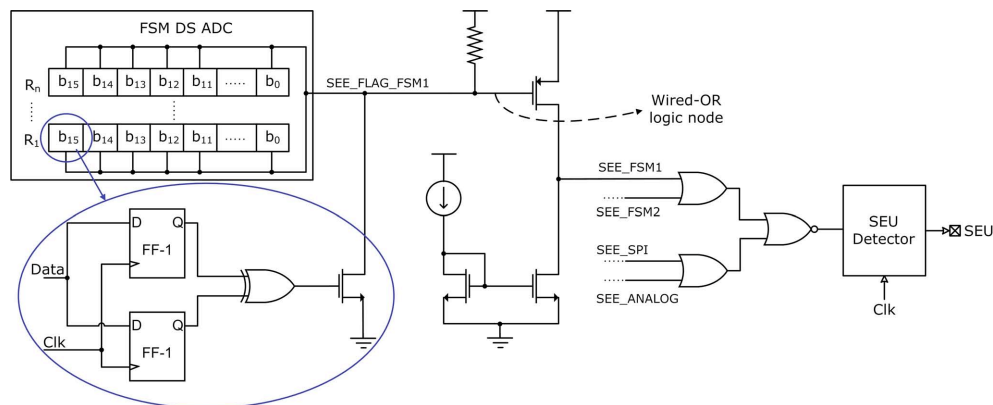 FSM DS ADC
Rn b15 b14 b13 b12 b11 ..... b0
R1 b15 b14 b13 b12 b11 ..... b0
SEE_FLAG_FSM1
Wired-OR
logic node
SEE_FSM1
SEE_FSM2
SEE_SPI
SEE_ANALOG
SEU
Detector
SEU
Clk
D Q
FF-1
Data
D Q
FF-1
Clk